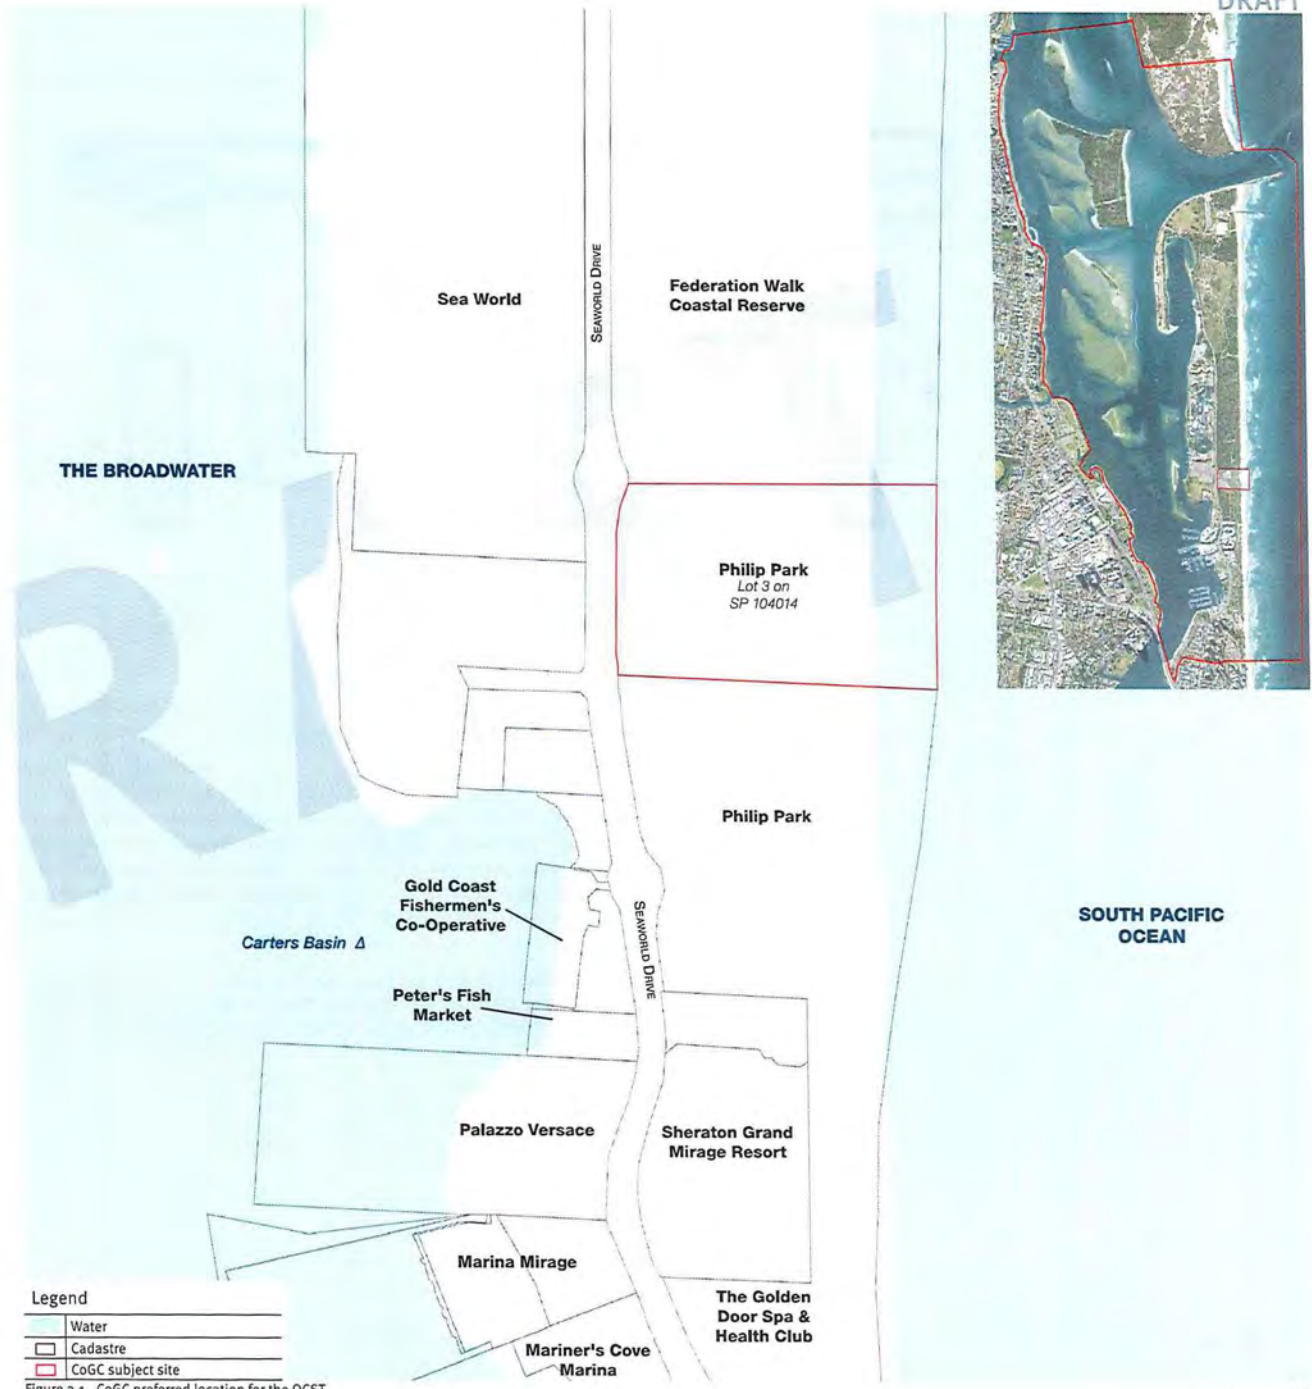 DRAFT
SEAWORLD DRIVE
Sea World
Federation Walk
Coastal Reserve
THE BROADWATER
Philip Park
Lot 3 on
SP 104014
Philip Park
Gold Coast
Fishermen's
Co-Operative
Carters Basin Δ
SEAWORLD DRIVE
SOUTH PACIFIC
OCEAN
Peter's Fish
Market
Palazzo Versace
Sheraton Grand
Mirage Resort
Marina Mirage
The Golden
Door Spa &
Health Club
Mariner's Cove
Marina
Legend
Water
Cadastre
CoGC subject site
CoGC preferred location for the OCST